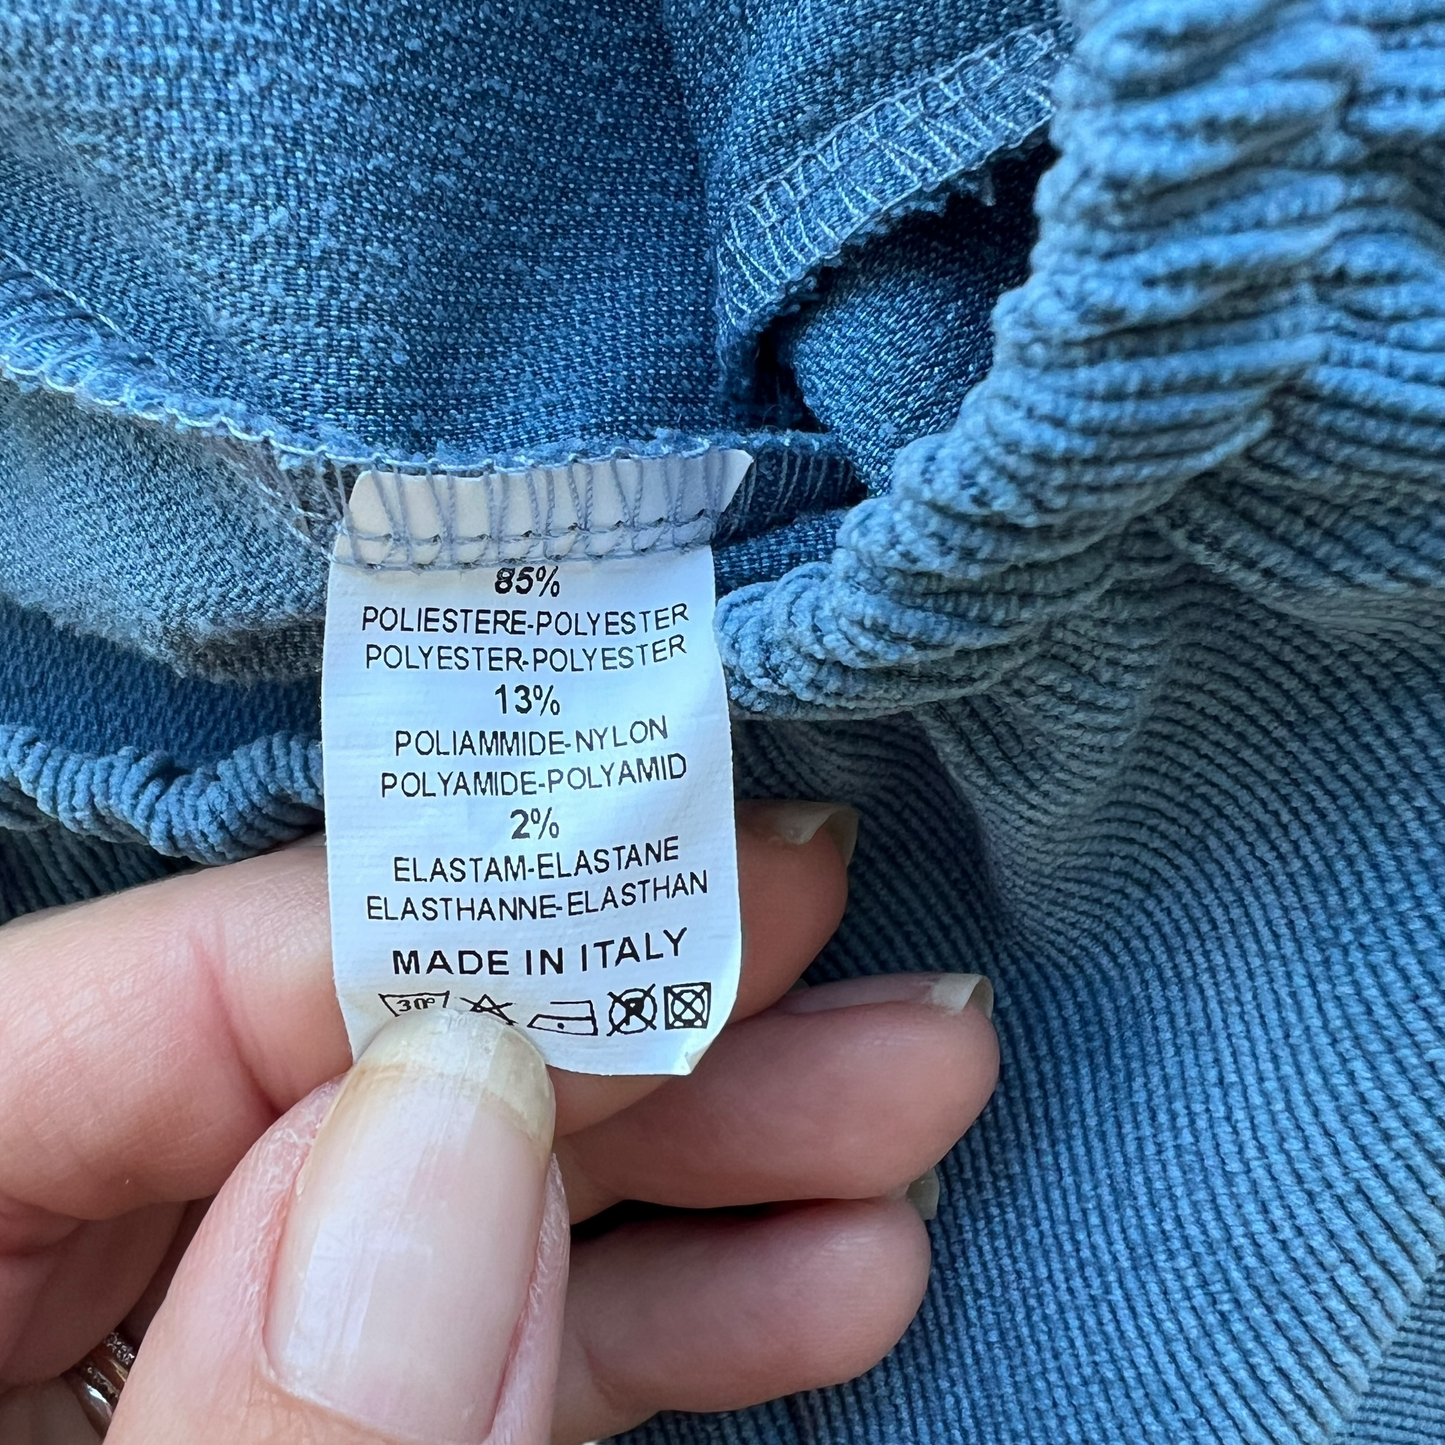 85%
POLIESTERE-POLYESTER
POLYESTER-POLYESTER
13%
POLIAMMIDE-NYLON
POLYAMIDE-POLYAMID
2%
ELASTAM-ELASTANE
ELASTHANNE-ELASTHAN
MADE IN ITALY
30° P